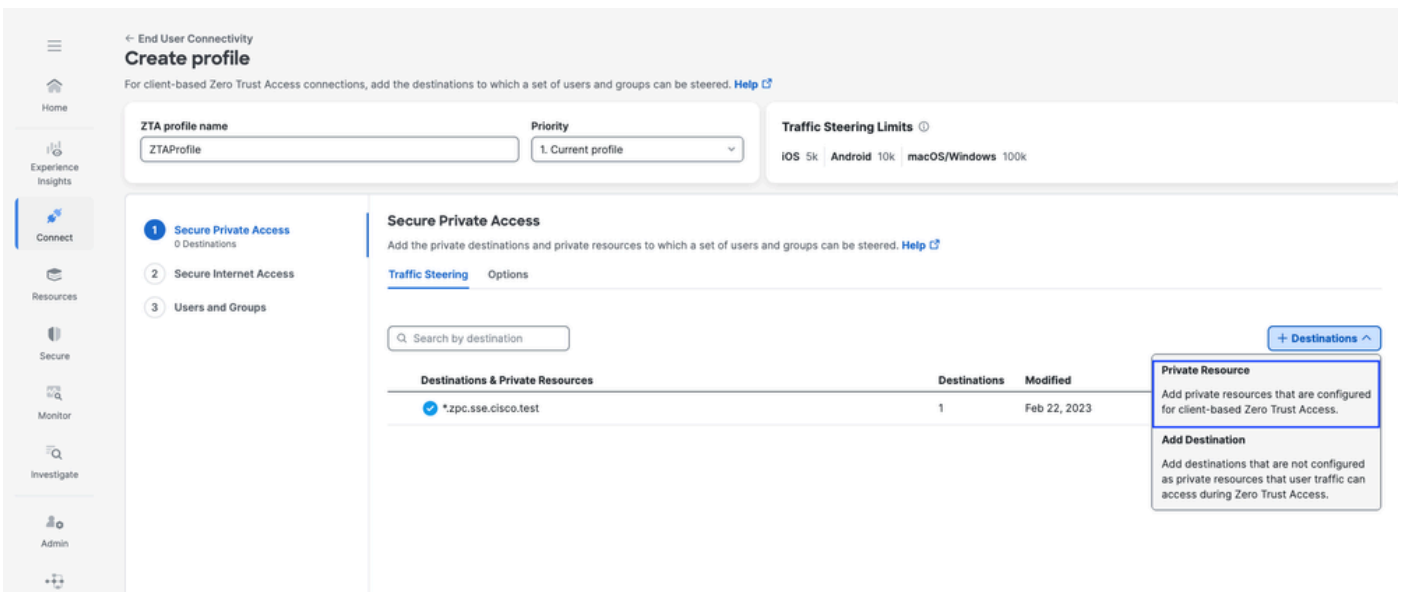 ← End User Connectivity
Create profile
For client-based Zero Trust Access connections, add the destinations to which a set of users and groups can be steered. Help
Home
Experience
Insights
Connect
Resources
Secure
Monitor
Investigate
Admin
ZTA profile name
ZTAProfile
Priority
1. Current profile
Traffic Steering Limits
iOS 5k Android 10k macOS/Windows 100k
1 Secure Private Access
0 Destinations
2 Secure Internet Access
3 Users and Groups
Secure Private Access
Add the private destinations and private resources to which a set of users and groups can be steered. Help
Traffic Steering Options
Search by destination
+ Destinations
Destinations & Private Resources Destinations Modified
*.zpc.sse.cisco.test 1 Feb 22, 2023
Private Resource
Add private resources that are configured
for client-based Zero Trust Access.
Add Destination
Add destinations that are not configured
as private resources that user traffic can
access during Zero Trust Access.